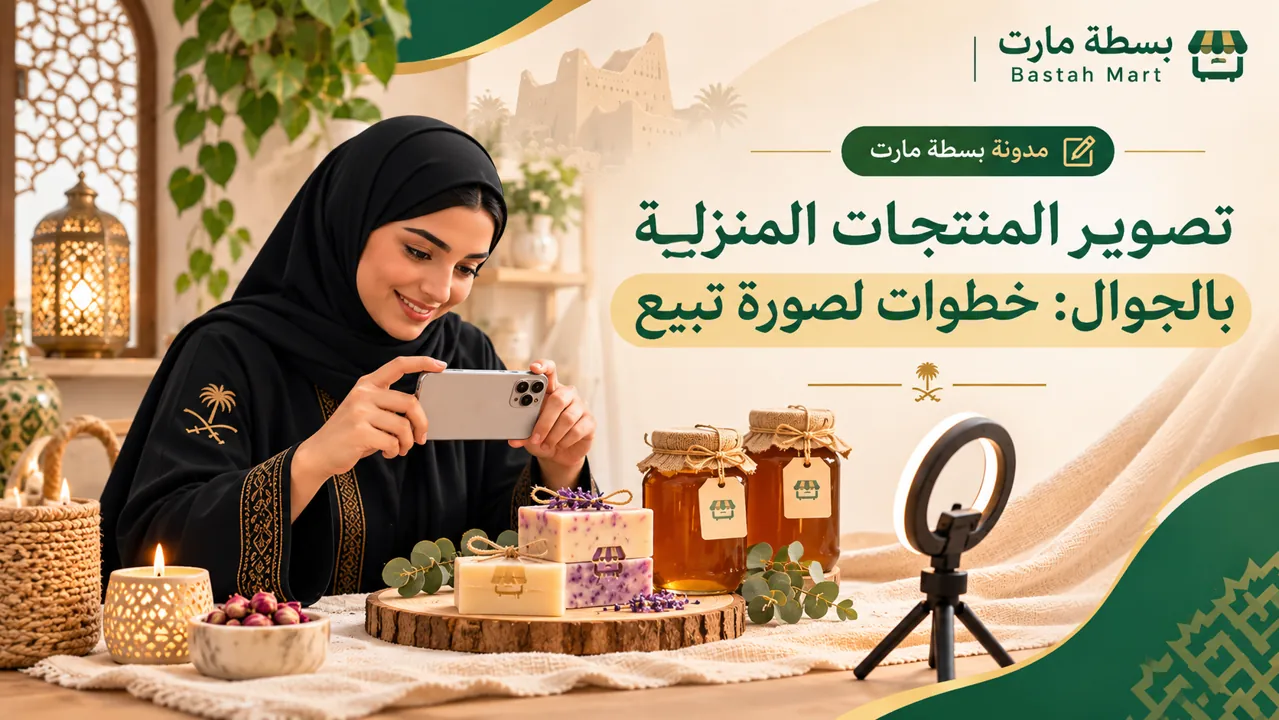 بسطة مارت
Bastah Mart
مدونة بسطة مارت
تصوير المنتجات المنزلية
بالجوال: خطوات لصورة تبيع